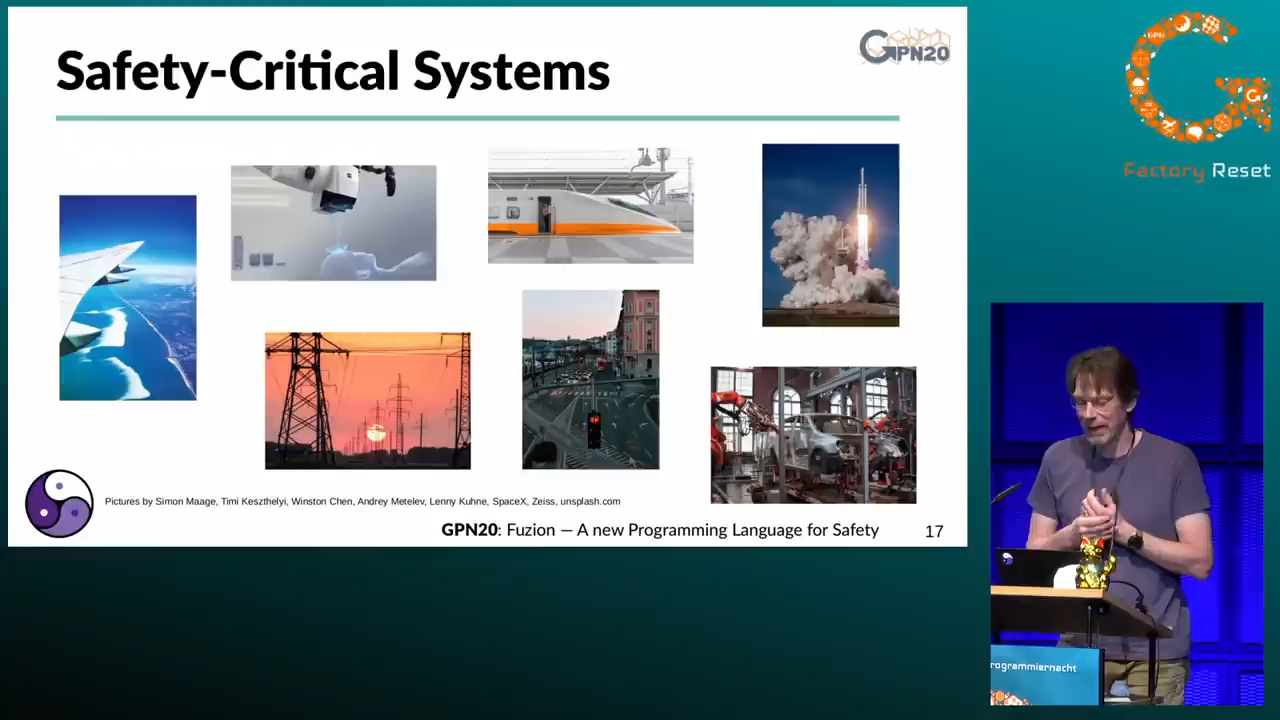 Safety-Critical Systems
GPN20
Pictures by Simon Maage, Timi Keszthelyi, Winston Chen, Andrey Metelev, Lenny Kuhne, SpaceX, Zeiss, unsplash.com
GPN20: Fuzion — A new Programming Language for Safety
17
Factory Reset
rogrammiernacht